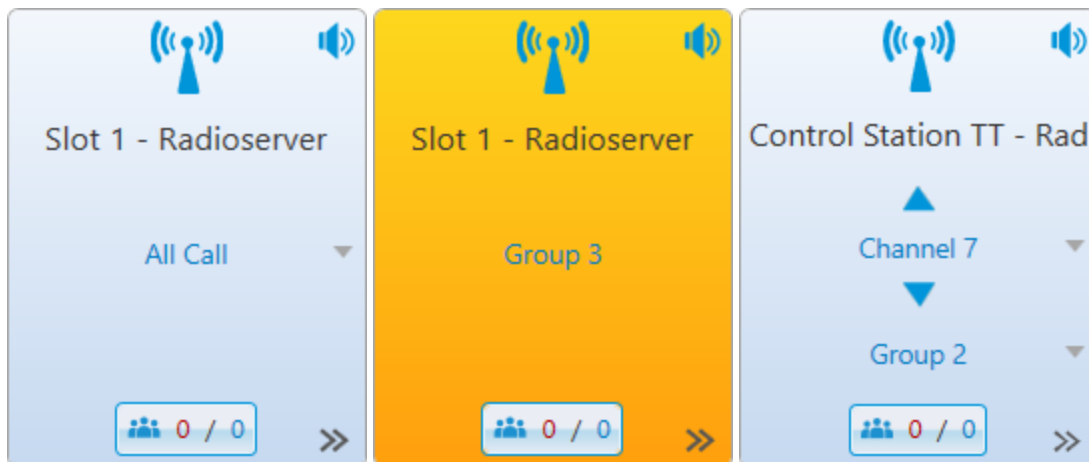 Slot 1 - Radioserver
All Call
0 / 0
Slot 1 - Radioserver
Group 3
0 / 0
Control Station TT - Rad
Channel 7
Group 2
0 / 0